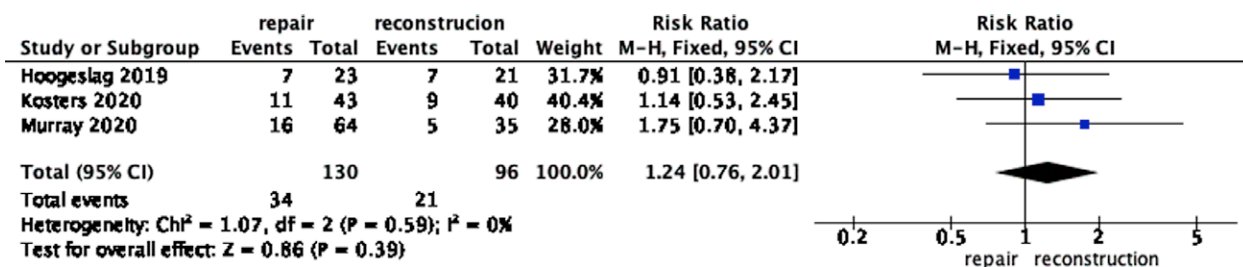 repair reconstrucion Risk Ratio Risk Ratio
Study or Subgroup Events Total Events Total Weight M-H, Fixed, 95% CI M-H, Fixed, 95% CI
Hoogeslag 2019 7 23 7 21 31.7% 0.91 [0.38, 2.17]
Kosters 2020 11 43 9 40 40.4% 1.14 [0.53, 2.45]
Murray 2020 16 64 5 35 28.0% 1.75 [0.70, 4.37]
Total (95% CI) 130 96 100.0% 1.24 [0.76, 2.01]
Total events 34 21
Heterogeneity: Chi² = 1.07, df = 2 (P = 0.59); I² = 0%
Test for overall effect: Z = 0.86 (P = 0.39)
0.2 0.5 1 2 5
repair reconstruction